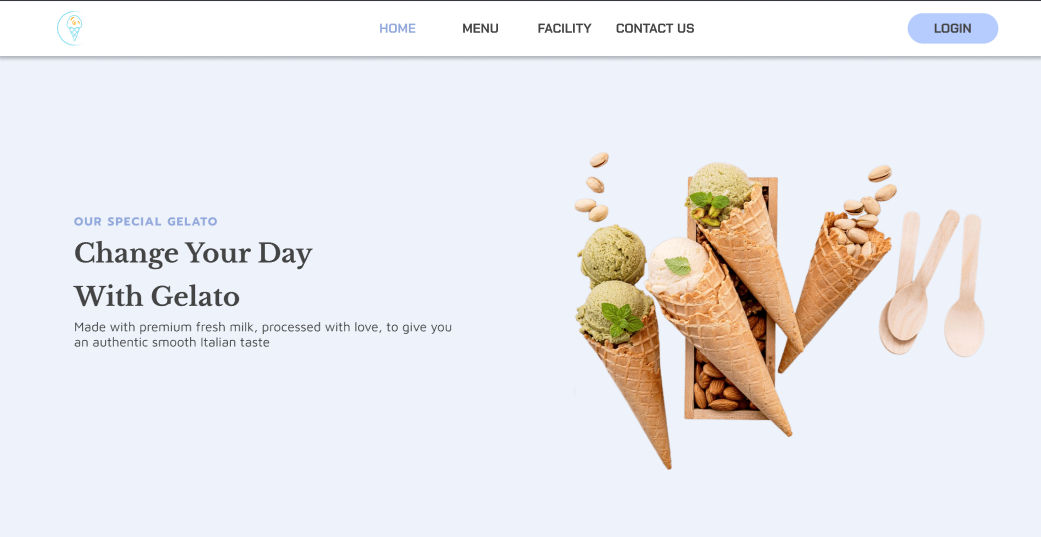 HOME MENU FACILITY CONTACT US LOGIN
OUR SPECIAL GELATO
Change Your Day
With Gelato
Made with premium fresh milk, processed with love, to give you
an authentic smooth Italian taste